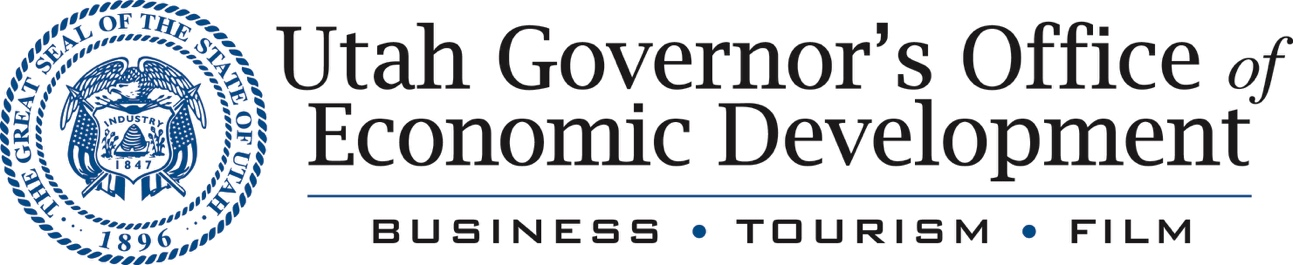 THE GREAT SEAL OF THE STATE OF UTAH
INDUSTRY
1847
1896
Utah Governor's Office of
Economic Development
BUSINESS • TOURISM • FILM